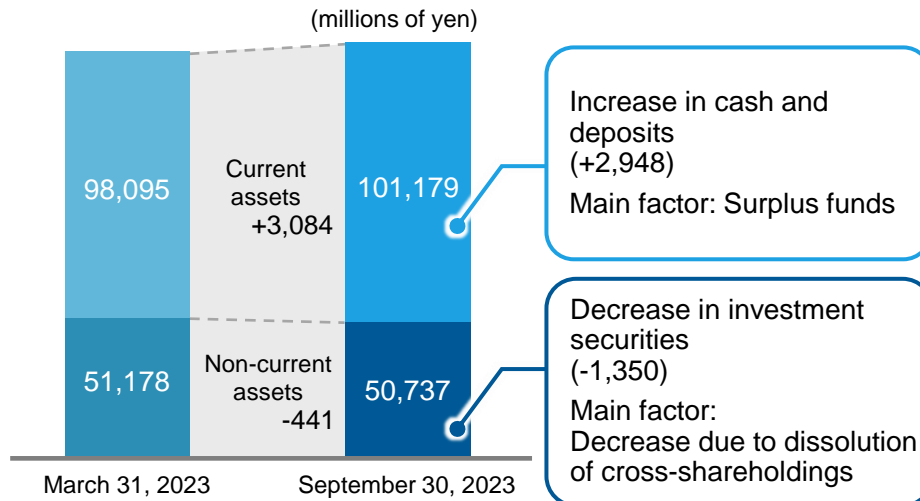 (millions of yen)
98,095
Current
assets
+3,084
101,179
51,178
Non-current
assets
-441
50,737
March 31, 2023
September 30, 2023
Increase in cash and
deposits
(+2,948)
Main factor: Surplus funds
Decrease in investment
securities
(-1,350)
Main factor:
Decrease due to dissolution
of cross-shareholdings